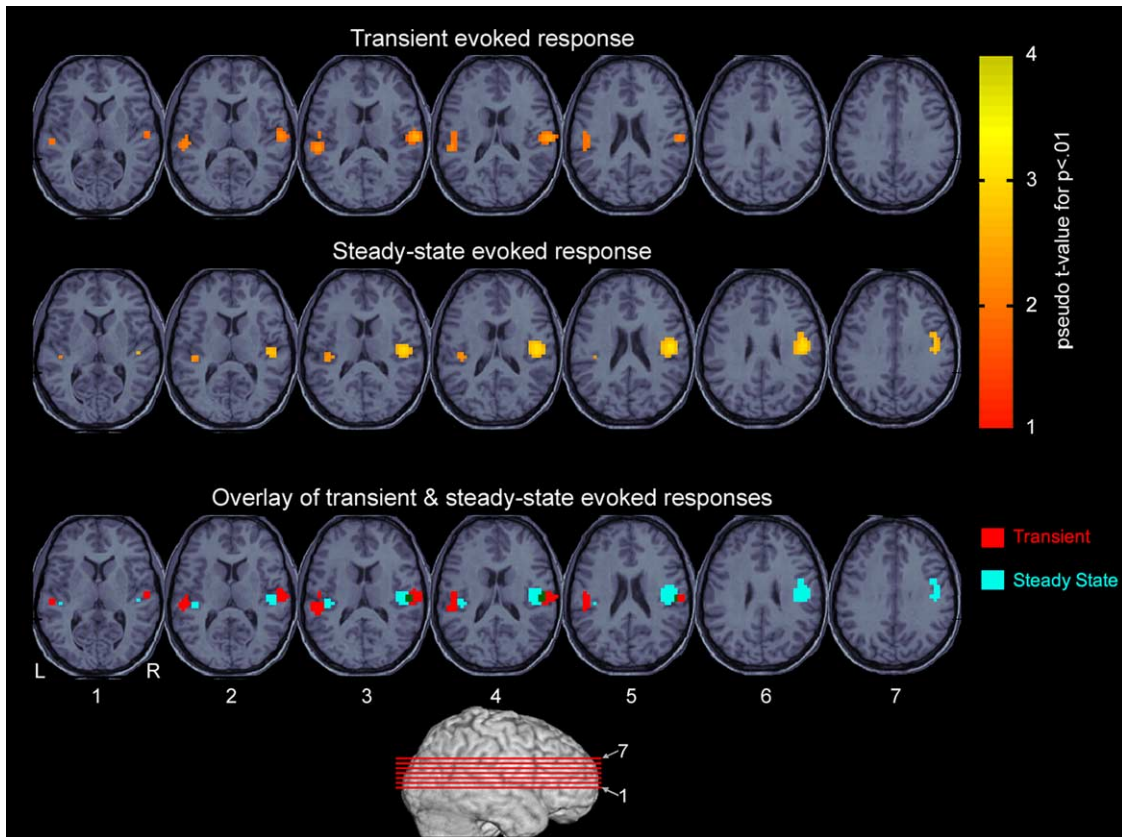 Transient evoked response
4
3
2
1
pseudo t-value for p<.01
Steady-state evoked response
Overlay of transient & steady-state evoked responses
Transient
Steady State
L
R
1 2 3 4 5 6 7
7
1